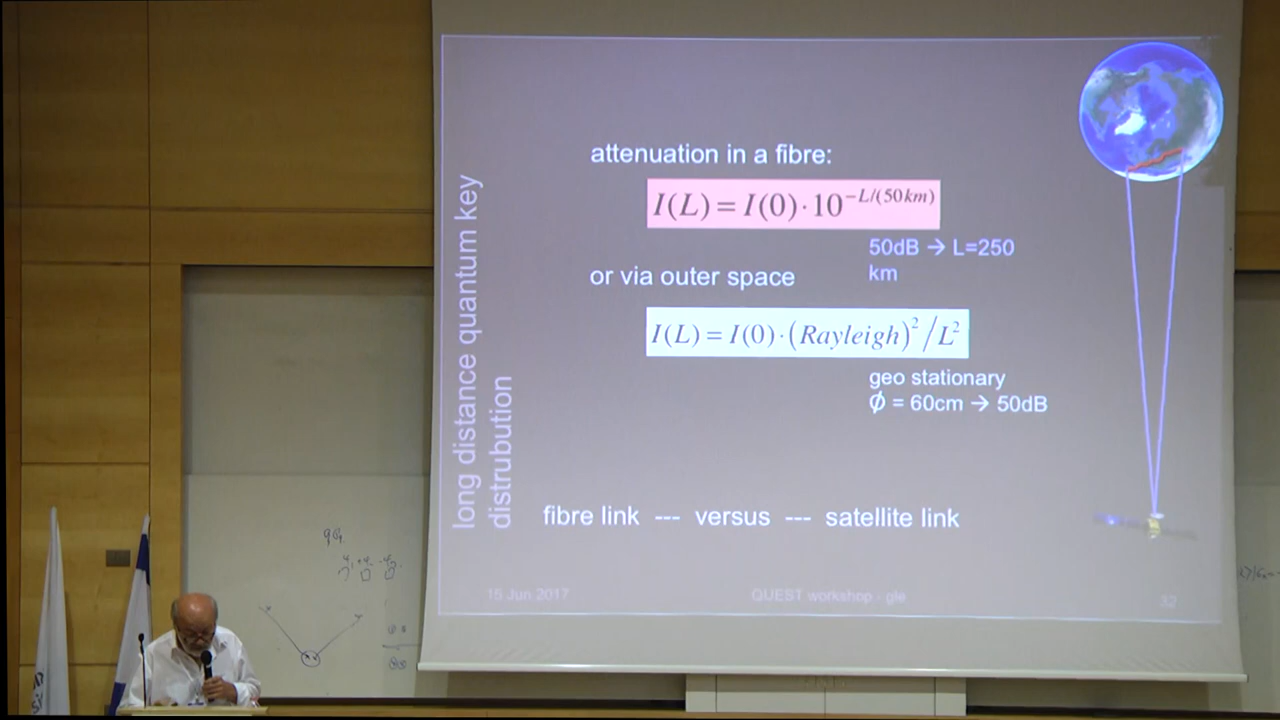 long distance quantum key
distrubution
attenuation in a fibre:
I(L) = I(0) · 10^{-L/(50km)}
50dB → L=250
km
or via outer space
I(L) = I(0) · (Rayleigh)^2 / L^2
geo stationary
ϕ = 60cm → 50dB
fibre link --- versus --- satellite link
15 Jun 2017
QUEST workshop - gle
32